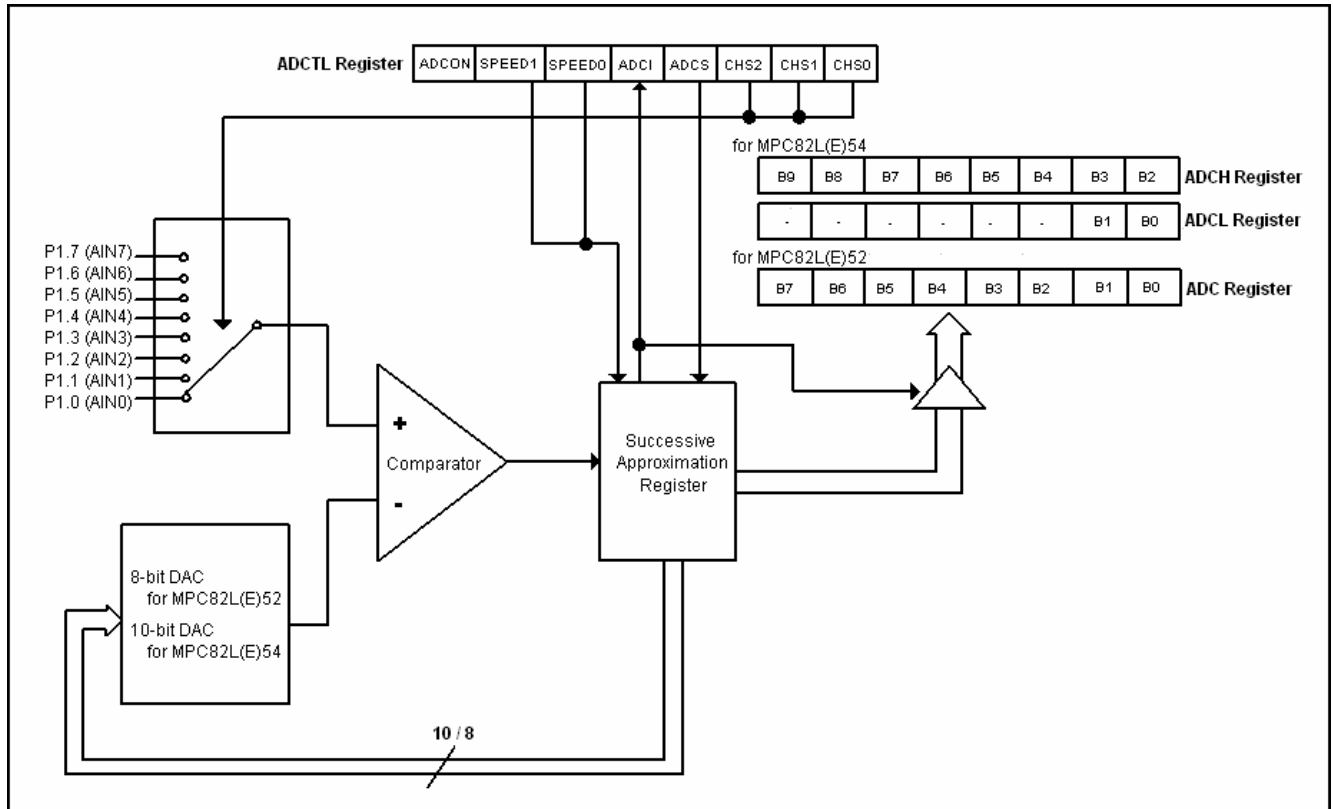 ADCTL Register ADCON SPEED1 SPEED0 ADCI ADCS CHS2 CHS1 CHS0
for MPC82L(E)54
B9 B8 B7 B6 B5 B4 B3 B2 ADCH Register
- - - - - - B1 B0 ADCL Register
for MPC82L(E)52
B7 B6 B5 B4 B3 B2 B1 B0 ADC Register
P1.7 (AIN7)
P1.6 (AIN6)
P1.5 (AIN5)
P1.4 (AIN4)
P1.3 (AIN3)
P1.2 (AIN2)
P1.1 (AIN1)
P1.0 (AIN0)
+
Comparator
-
Successive
Approximation
Register
8-bit DAC
for MPC82L(E)52
10-bit DAC
for MPC82L(E)54
10 / 8